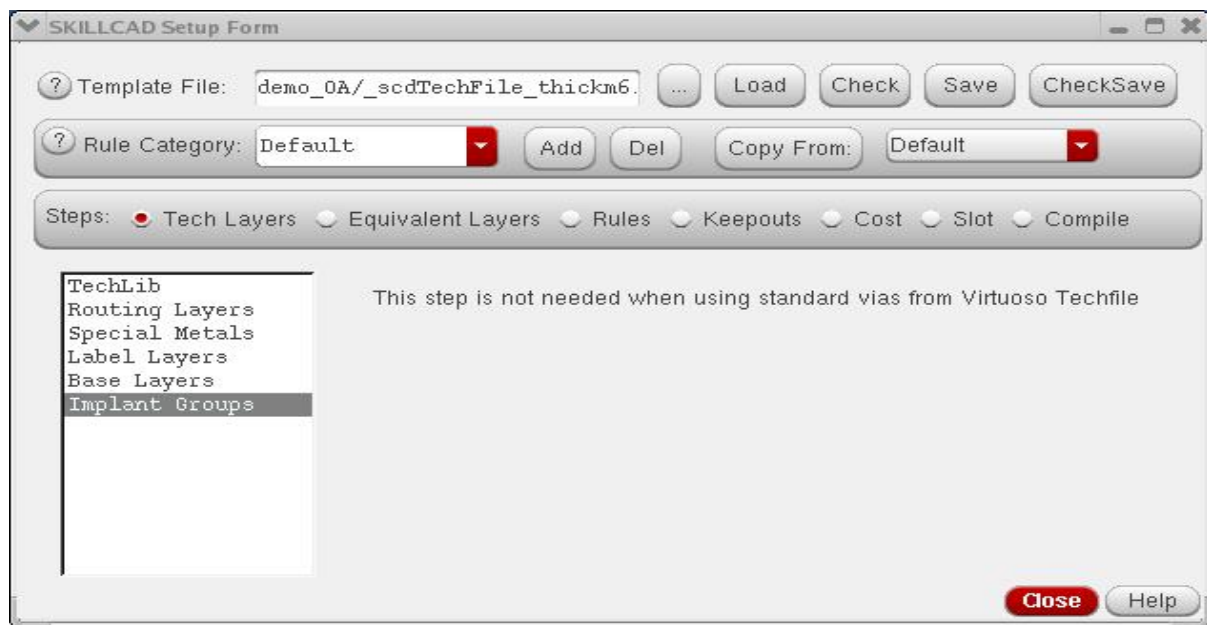 SKILLCAD Setup Form
? Template File: demo_OA/_scdTechFile_thickm6. ... Load Check Save CheckSave
? Rule Category: Default Add Del Copy From: Default
Steps: Tech Layers Equivalent Layers Rules Keepouts Cost Slot Compile
TechLib
This step is not needed when using standard vias from Virtuoso Techfile
Routing Layers
Special Metals
Label Layers
Base Layers
Implant Groups
Close Help